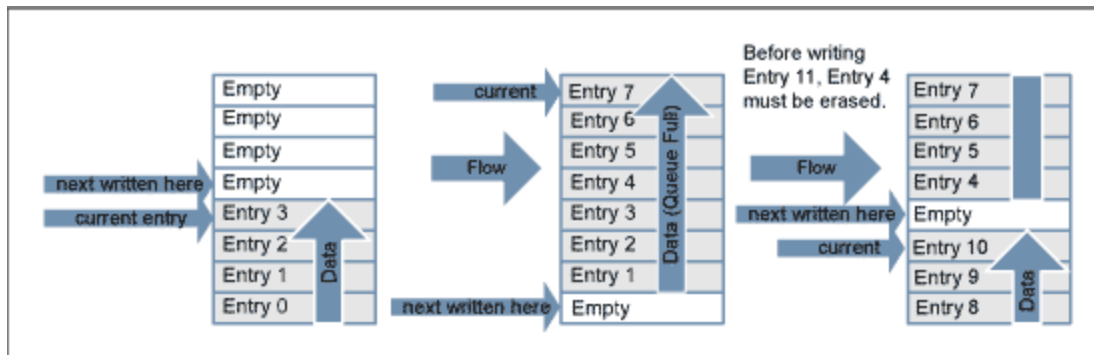 Empty
Empty
Empty
next written here
Empty
current entry
Entry 3
Entry 2
Entry 1
Entry 0
Data
Flow
current
Entry 7
Entry 6
Entry 5
Entry 4
Entry 3
Entry 2
Entry 1
next written here
Empty
Data (Queue Full)
Before writing
Entry 11, Entry 4
must be erased.
Flow
Entry 7
Entry 6
Entry 5
Entry 4
next written here
Empty
current
Entry 10
Entry 9
Entry 8
Data